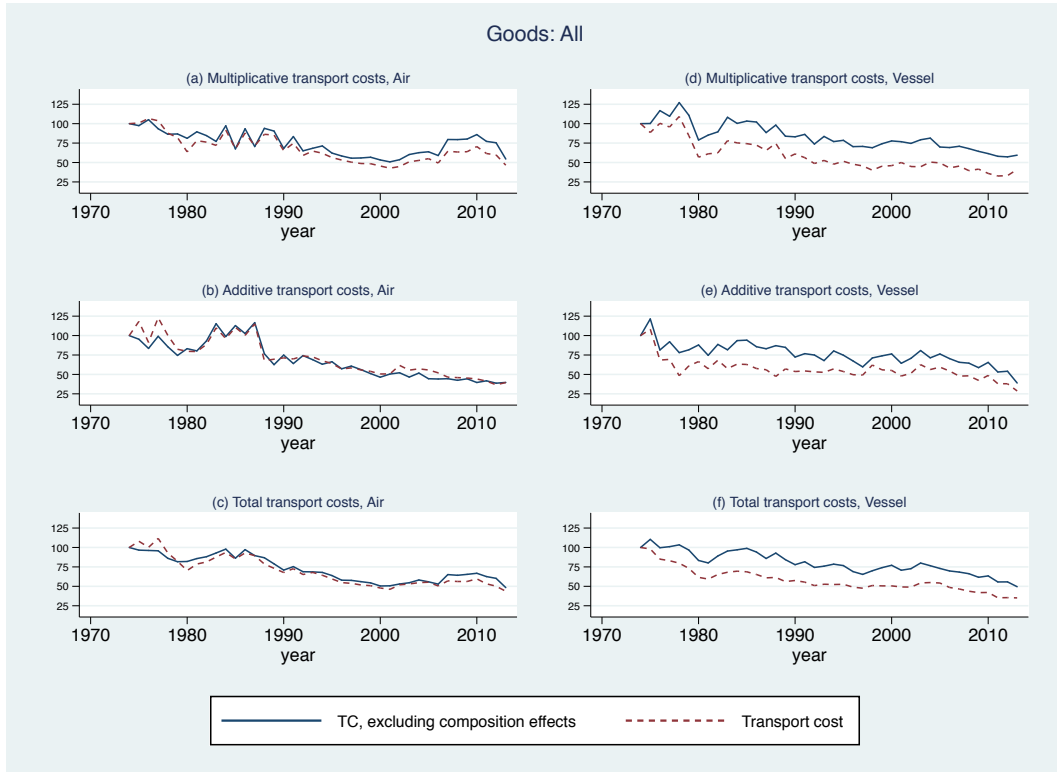 Goods: All
(a) Multiplicative transport costs, Air
125
100
75
50
25
1970 1980 1990 2000 2010
year
(d) Multiplicative transport costs, Vessel
125
100
75
50
25
1970 1980 1990 2000 2010
year
(b) Additive transport costs, Air
125
100
75
50
25
1970 1980 1990 2000 2010
year
(e) Additive transport costs, Vessel
125
100
75
50
25
1970 1980 1990 2000 2010
year
(c) Total transport costs, Air
125
100
75
50
25
1970 1980 1990 2000 2010
year
(f) Total transport costs, Vessel
125
100
75
50
25
1970 1980 1990 2000 2010
year
TC, excluding composition effects Transport cost